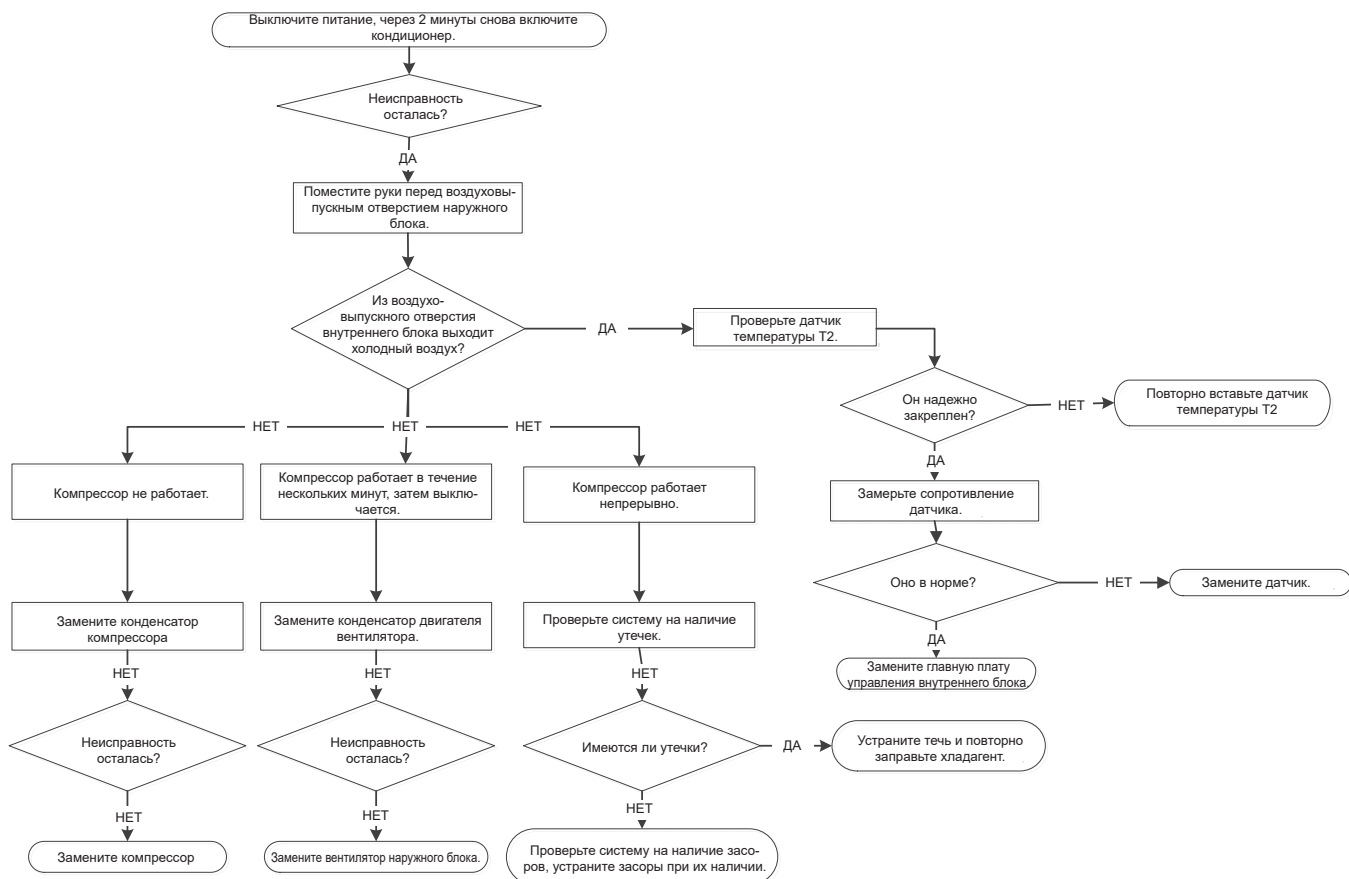 Выключите питание, через 2 минуты снова включите
кондиционер.
Неисправность
осталась?
ДА
Поместите руки перед воздуховы-
пускным отверстием наружного
блока.
Из воздухо-
выпускного отверстия
внутреннего блока выходит
холодный воздух?
ДА
Проверьте датчик
температуры T2.
Он надежно
закреплен?
НЕТ
Повторно вставьте датчик
температуры T2
ДА
Замерьте сопротивление
датчика.
Оно в норме?
НЕТ
Замените датчик.
ДА
Замените главную плату
управления внутреннего блока.
НЕТ
НЕТ
НЕТ
Компрессор не работает.
Компрессор работает в течение
нескольких минут, затем выклю-
чается.
Компрессор работает
непрерывно.
Замените конденсатор
компрессора
Замените конденсатор двигателя
вентилятора.
Проверьте систему на наличие
утечек.
НЕТ
НЕТ
НЕТ
Неисправность
осталась?
Неисправность
осталась?
Имеются ли утечки?
ДА
Устраните течь и повторно
заправьте хладагент.
НЕТ
НЕТ
НЕТ
Замените компрессор
Замените вентилятор наружного блока.
Проверьте систему на наличие засо-
ров, устраните засоры при их наличии.